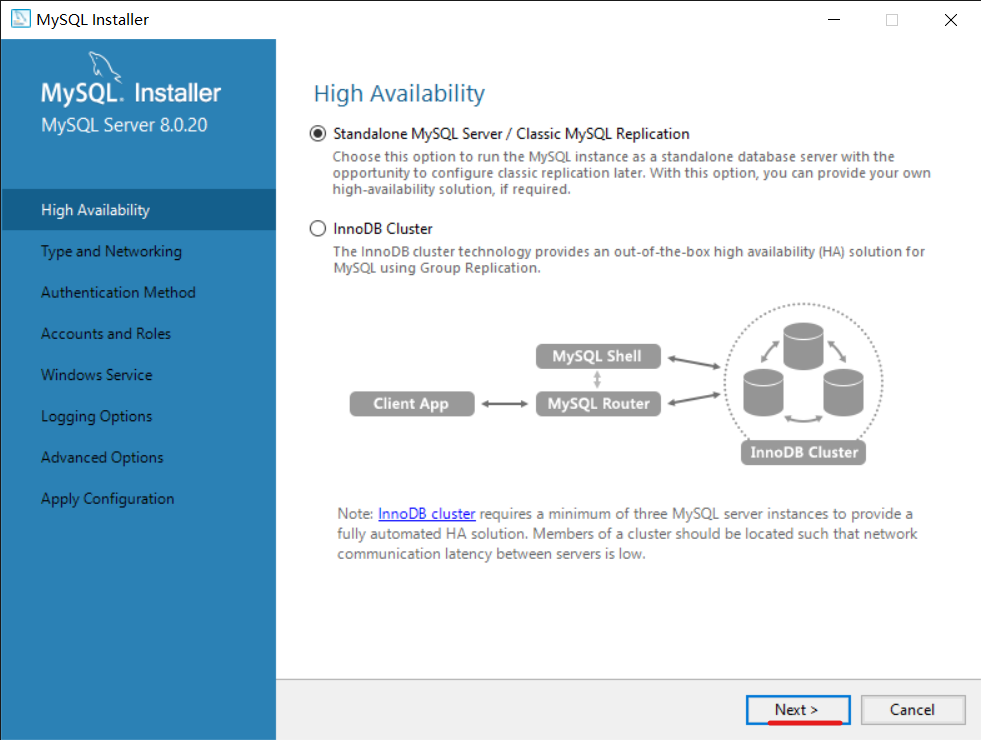 MySQL Installer
MySQL. Installer
MySQL Server 8.0.20
High Availability
Type and Networking
Authentication Method
Accounts and Roles
Windows Service
Logging Options
Advanced Options
Apply Configuration
High Availability
Standalone MySQL Server / Classic MySQL Replication
Choose this option to run the MySQL instance as a standalone database server with the
opportunity to configure classic replication later. With this option, you can provide your own
high-availability solution, if required.
InnoDB Cluster
The InnoDB cluster technology provides an out-of-the-box high availability (HA) solution for
MySQL using Group Replication.
MySQL Shell
Client App
MySQL Router
InnoDB Cluster
Note: InnoDB cluster requires a minimum of three MySQL server instances to provide a
fully automated HA solution. Members of a cluster should be located such that network
communication latency between servers is low.
Next >
Cancel